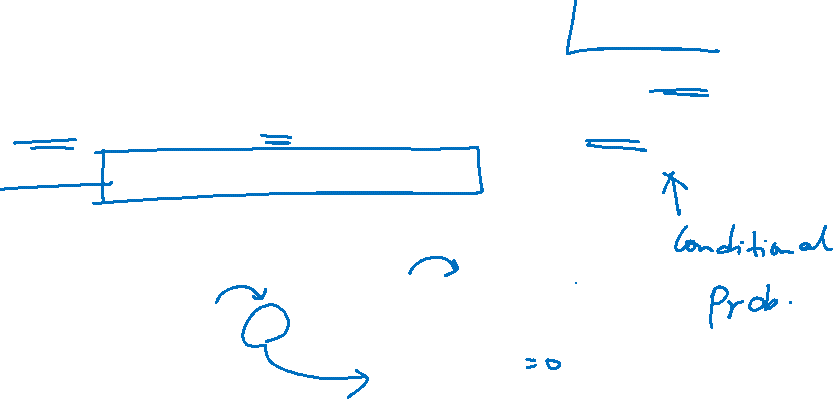 Conditional
Prob.
=0